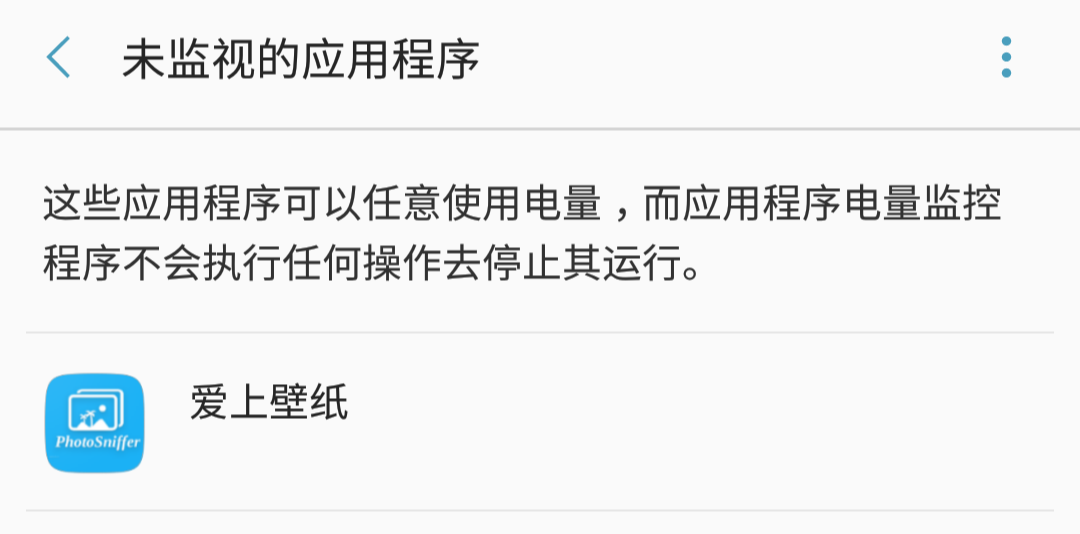 未监视的应用程序
这些应用程序可以任意使用电量，而应用程序电量监控
程序不会执行任何操作去停止其运行。
爱上壁纸
PhotoSniffer